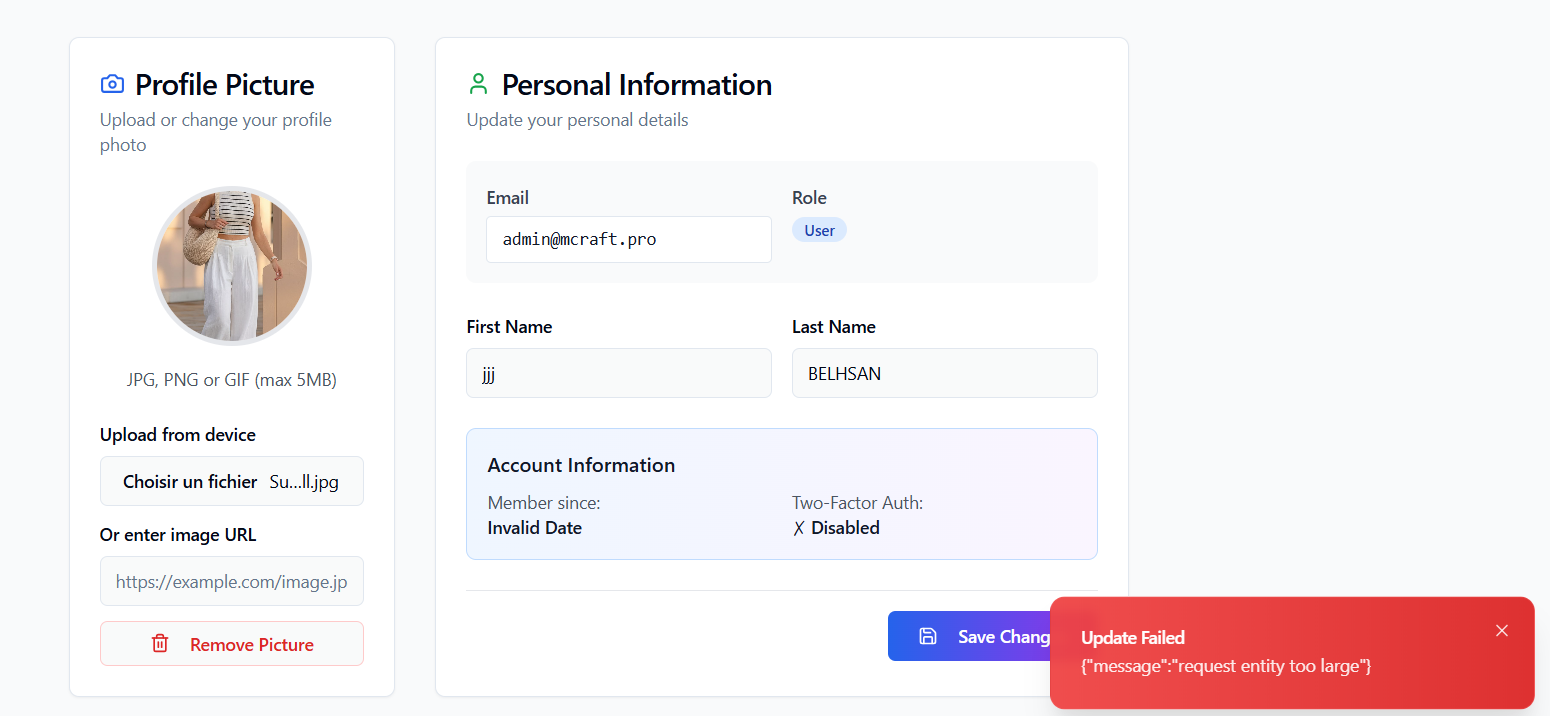 Profile Picture
Upload or change your profile
photo
JPG, PNG or GIF (max 5MB)
Upload from device
Choisir un fichier Su...ll.jpg
Or enter image URL
https://example.com/image.jp
Remove Picture
Personal Information
Update your personal details
Email
admin@mcraft.pro
Role
User
First Name
jjj
Last Name
BELHSAN
Account Information
Member since:
Invalid Date
Two-Factor Auth:
✗ Disabled
Save Chang
Update Failed
{"message":"request entity too large"}